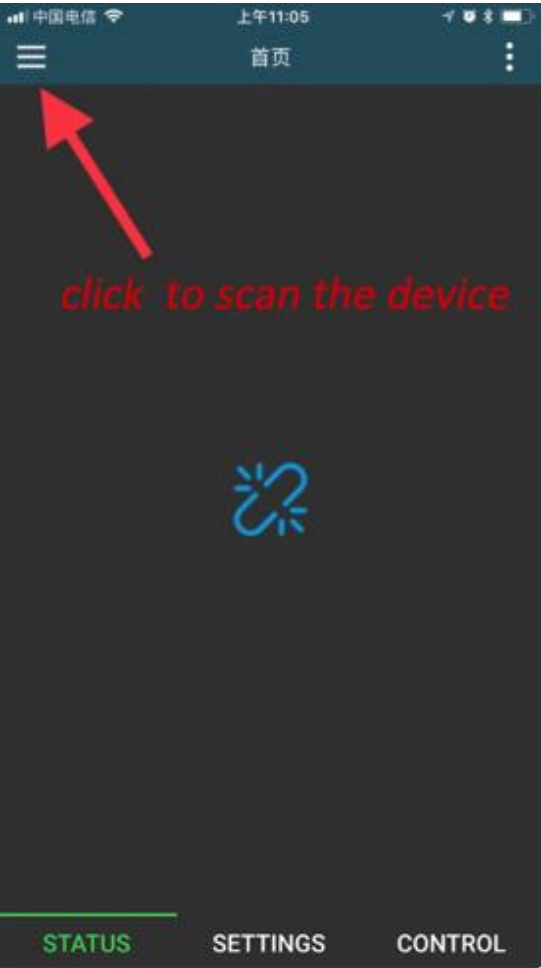 中国电信 上午11:05
首页
click to scan the device
STATUS SETTINGS CONTROL